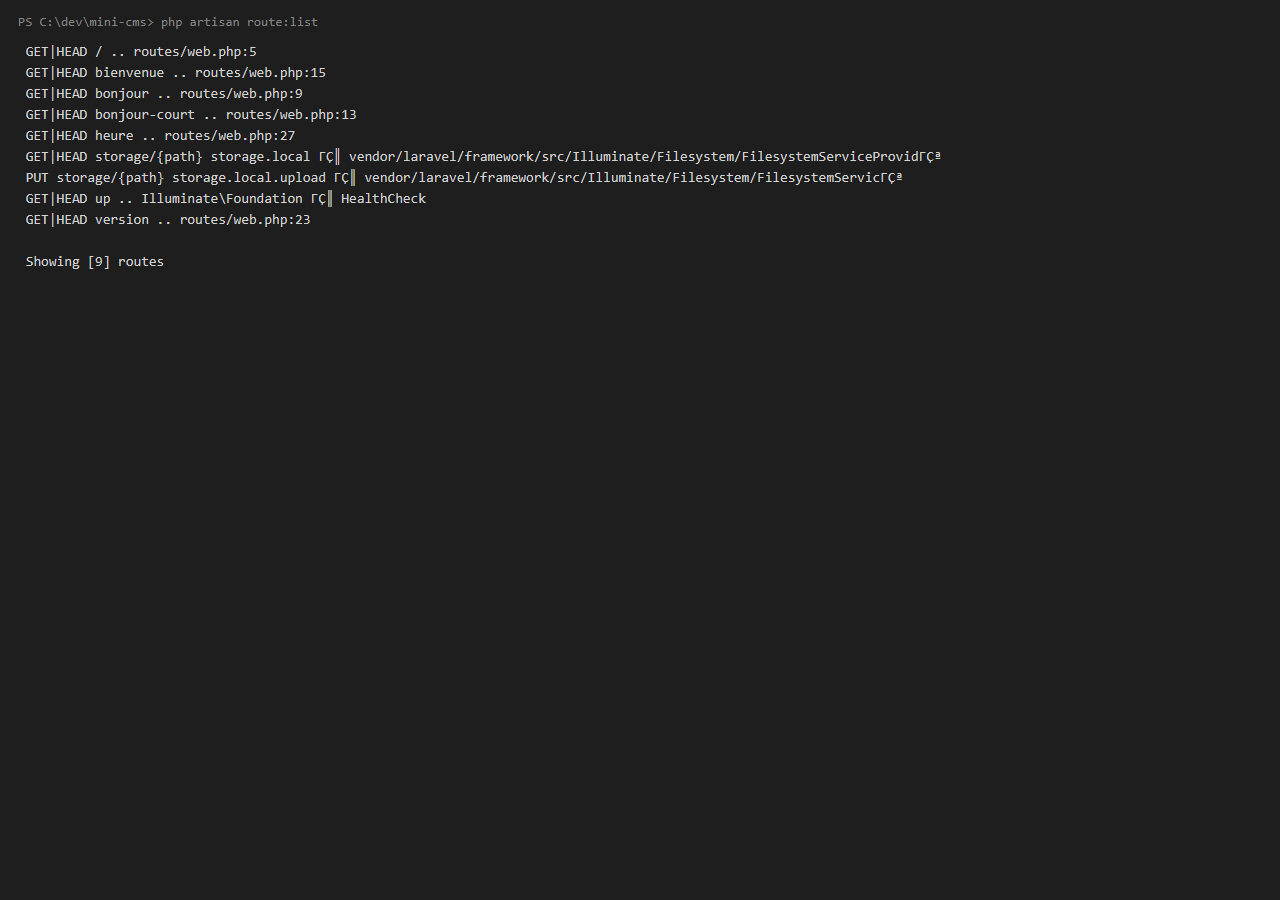 PS C:\dev\mini-cms> php artisan route:list
GET|HEAD / .. routes/web.php:5
GET|HEAD bienvenue .. routes/web.php:15
GET|HEAD bonjour .. routes/web.php:9
GET|HEAD bonjour-court .. routes/web.php:13
GET|HEAD heure .. routes/web.php:27
GET|HEAD storage/{path} storage.local ΓÇ║ vendor/laravel/framework/src/Illuminate/Filesystem/FilesystemServiceProvidΓÇª
PUT storage/{path} storage.local.upload ΓÇ║ vendor/laravel/framework/src/Illuminate/Filesystem/FilesystemServicΓÇª
GET|HEAD up .. Illuminate\Foundation ΓÇ║ HealthCheck
GET|HEAD version .. routes/web.php:23
Showing [9] routes